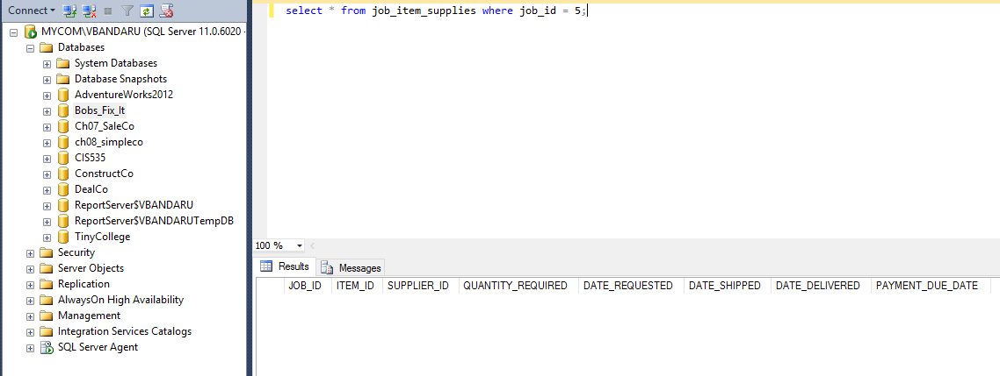 Connect
MYCOM\VBANDARU (SQL Server 11.0.6020 -
Databases
System Databases
Database Snapshots
AdventureWorks2012
Bobs_Fix_It
Ch07_SaleCo
ch08_simpleco
CIS535
ConstructCo
DealCo
ReportServer$VBANDARU
ReportServer$VBANDARUTempDB
TinyCollege
Security
Server Objects
Replication
AlwaysOn High Availability
Management
Integration Services Catalogs
SQL Server Agent
select * from job_item_supplies where job_id = 5;
100 %
Results Messages
JOB_ID ITEM_ID SUPPLIER_ID QUANTITY_REQUIRED DATE_REQUESTED DATE_SHIPPED DATE_DELIVERED PAYMENT_DUE_DATE